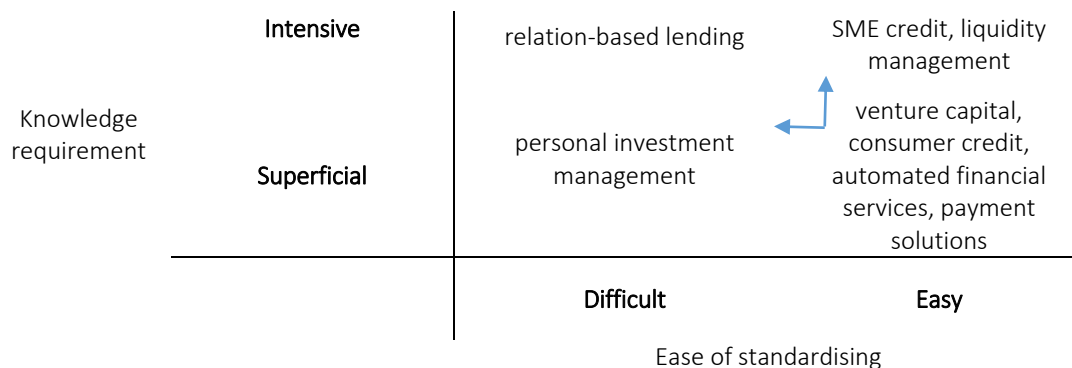 Intensive
relation-based lending
SME credit, liquidity
management
Knowledge
requirement
Superficial
personal investment
management
venture capital,
consumer credit,
automated financial
services, payment
solutions
Difficult
Easy
Ease of standardising